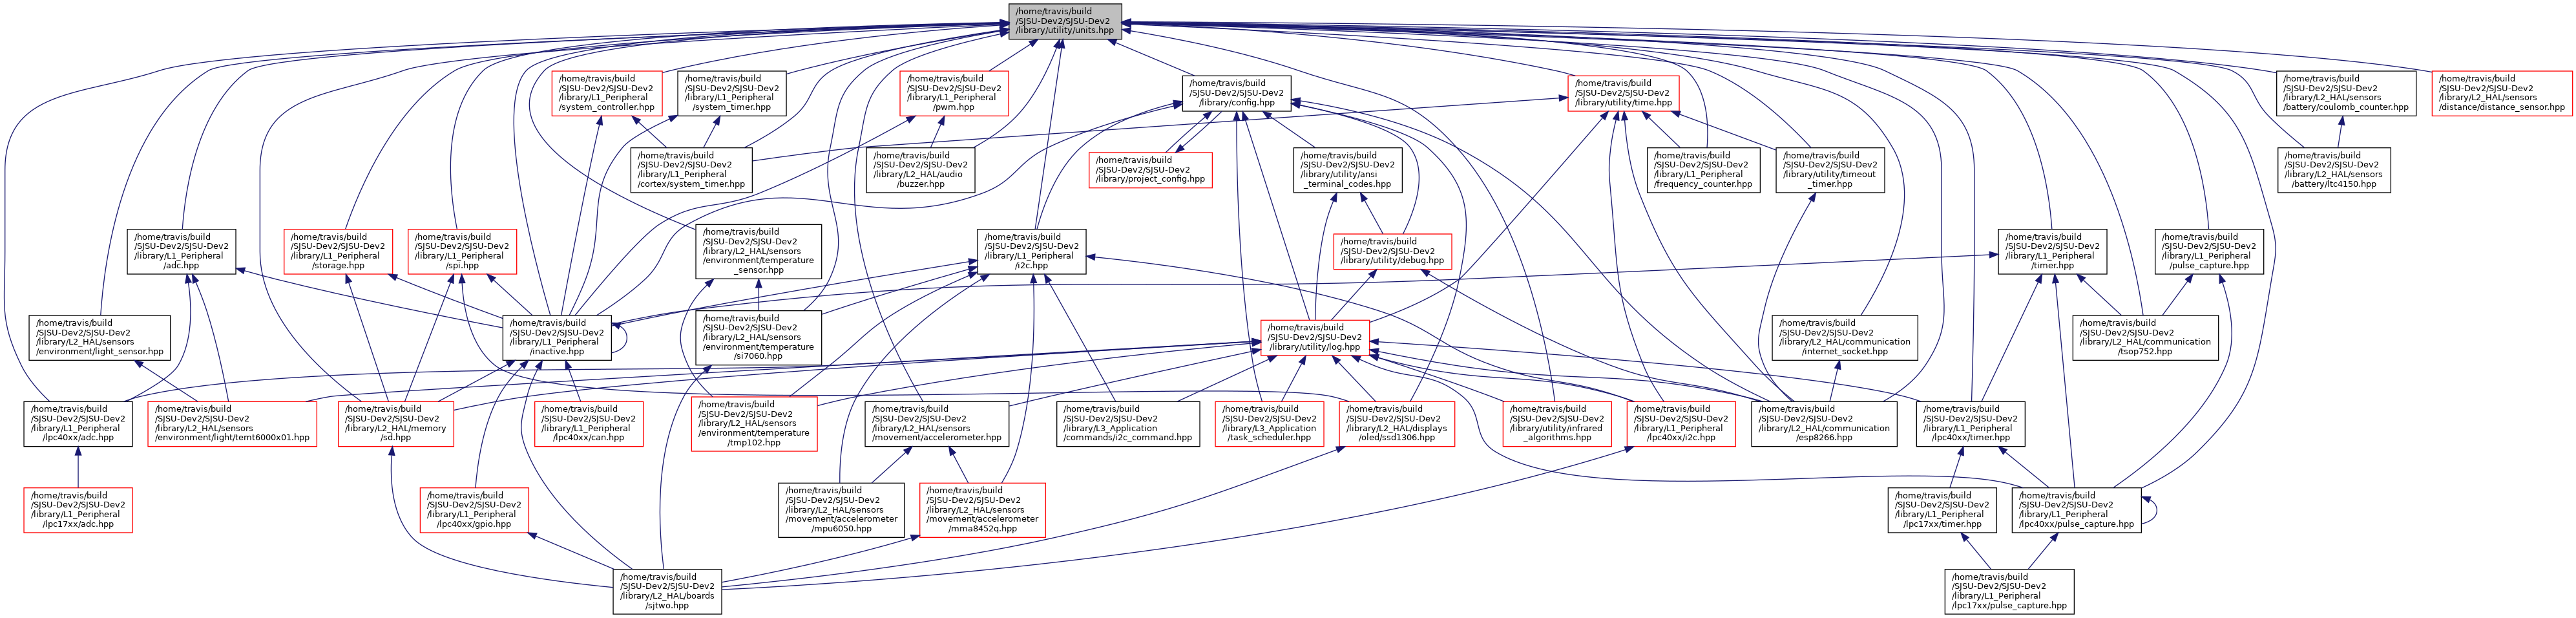 /home/travis/build
/SJSU-Dev2/SJSU-Dev2
/library/utility/units.hpp
/home/travis/build
/SJSU-Dev2/SJSU-Dev2
/library/L1_Peripheral
/system_controller.hpp
/home/travis/build
/SJSU-Dev2/SJSU-Dev2
/library/L1_Peripheral
/system_timer.hpp
/home/travis/build
/SJSU-Dev2/SJSU-Dev2
/library/L1_Peripheral
/pwm.hpp
/home/travis/build
/SJSU-Dev2/SJSU-Dev2
/library/config.hpp
/home/travis/build
/SJSU-Dev2/SJSU-Dev2
/library/utility/time.hpp
/home/travis/build
/SJSU-Dev2/SJSU-Dev2
/library/L2_HAL/sensors
/battery/coulomb_counter.hpp
/home/travis/build
/SJSU-Dev2/SJSU-Dev2
/library/L2_HAL/sensors
/distance/distance_sensor.hpp
/home/travis/build
/SJSU-Dev2/SJSU-Dev2
/library/L1_Peripheral
/cortex/system_timer.hpp
/home/travis/build
/SJSU-Dev2/SJSU-Dev2
/library/L2_HAL/audio
/buzzer.hpp
/home/travis/build
/SJSU-Dev2/SJSU-Dev2
/library/project_config.hpp
/home/travis/build
/SJSU-Dev2/SJSU-Dev2
/library/utility/ansi
_terminal_codes.hpp
/home/travis/build
/SJSU-Dev2/SJSU-Dev2
/library/L1_Peripheral
/frequency_counter.hpp
/home/travis/build
/SJSU-Dev2/SJSU-Dev2
/library/utility/timeout
_timer.hpp
/home/travis/build
/SJSU-Dev2/SJSU-Dev2
/library/L2_HAL/sensors
/battery/ltc4150.hpp
/home/travis/build
/SJSU-Dev2/SJSU-Dev2
/library/L1_Peripheral
/adc.hpp
/home/travis/build
/SJSU-Dev2/SJSU-Dev2
/library/L1_Peripheral
/storage.hpp
/home/travis/build
/SJSU-Dev2/SJSU-Dev2
/library/L1_Peripheral
/spi.hpp
/home/travis/build
/SJSU-Dev2/SJSU-Dev2
/library/L2_HAL/sensors
/environment/temperature
_sensor.hpp
/home/travis/build
/SJSU-Dev2/SJSU-Dev2
/library/L1_Peripheral
/i2c.hpp
/home/travis/build
/SJSU-Dev2/SJSU-Dev2
/library/utility/debug.hpp
/home/travis/build
/SJSU-Dev2/SJSU-Dev2
/library/L1_Peripheral
/timer.hpp
/home/travis/build
/SJSU-Dev2/SJSU-Dev2
/library/L1_Peripheral
/pulse_capture.hpp
/home/travis/build
/SJSU-Dev2/SJSU-Dev2
/library/L2_HAL/sensors
/environment/light_sensor.hpp
/home/travis/build
/SJSU-Dev2/SJSU-Dev2
/library/L1_Peripheral
/inactive.hpp
/home/travis/build
/SJSU-Dev2/SJSU-Dev2
/library/L2_HAL/sensors
/environment/temperature
/si7060.hpp
/home/travis/build
/SJSU-Dev2/SJSU-Dev2
/library/utility/log.hpp
/home/travis/build
/SJSU-Dev2/SJSU-Dev2
/library/L2_HAL/communication
/internet_socket.hpp
/home/travis/build
/SJSU-Dev2/SJSU-Dev2
/library/L2_HAL/communication
/tsop752.hpp
/home/travis/build
/SJSU-Dev2/SJSU-Dev2
/library/L1_Peripheral
/lpc40xx/adc.hpp
/home/travis/build
/SJSU-Dev2/SJSU-Dev2
/library/L2_HAL/senors
/environment/light/temt6000x01.hpp
/home/travis/build
/SJSU-Dev2/SJSU-Dev2
/library/L2_HAL/memory
/sd.hpp
/home/travis/build
/SJSU-Dev2/SJSU-Dev2
/library/L1_Peripheral
/lpc40xx/can.hpp
/home/travis/build
/SJSU-Dev2/SJSU-Dev2
/library/L2_HAL/sensors
/environment/temperature
/tmp102.hpp
/home/travis/build
/SJSU-Dev2/SJSU-Dev2
/library/L2_HAL/sensors
/movement/accelerometer.hpp
/home/travis/build
/SJSU-Dev2/SJSU-Dev2
/library/L3_Application
/commands/i2c_command.hpp
/home/travis/build
/SJSU-Dev2/SJSU-Dev2
/library/L3_Application
/task_scheduler.hpp
/home/travis/build
/SJSU-Dev2/SJSU-Dev2
/library/L2_HAL/displays
/oled/ssd1306.hpp
/home/travis/build
/SJSU-Dev2/SJSU-Dev2
/library/utility/infrared
_algorithms.hpp
/home/travis/build
/SJSU-Dev2/SJSU-Dev2
/library/L1_Peripheral
/lpc40xx/i2c.hpp
/home/travis/build
/SJSU-Dev2/SJSU-Dev2
/library/L2_HAL/communication
/esp8266.hpp
/home/travis/build
/SJSU-Dev2/SJSU-Dev2
/library/L1_Peripheral
/lpc40xx/timer.hpp
/home/travis/build
/SJSU-Dev2/SJSU-Dev2
/library/L1_Peripheral
/lpc17xx/adc.hpp
/home/travis/build
/SJSU-Dev2/SJSU-Dev2
/library/L1_Peripheral
/lpc40xx/gpio.hpp
/home/travis/build
/SJSU-Dev2/SJSU-Dev2
/library/L2_HAL/sensors
/movement/accelerometer
/mpu6050.hpp
/home/travis/build
/SJSU-Dev2/SJSU-Dev2
/library/L2_HAL/sensors
/movement/accelerometer
/mma8452q.hpp
/home/travis/build
/SJSU-Dev2/SJSU-Dev2
/library/L1_Peripheral
/lpc17xx/timer.hpp
/home/travis/build
/SJSU-Dev2/SJSU-Dev2
/library/L1_Peripheral
/lpc40xx/pulse_capture.hpp
/home/travis/build
/SJSU-Dev2/SJSU-Dev2
/library/L2_HAL/boards
/sjtwo.hpp
/home/travis/build
/SJSU-Dev2/SJSU-Dev2
/library/L1_Peripheral
/lpc17xx/pulse_capture.hpp